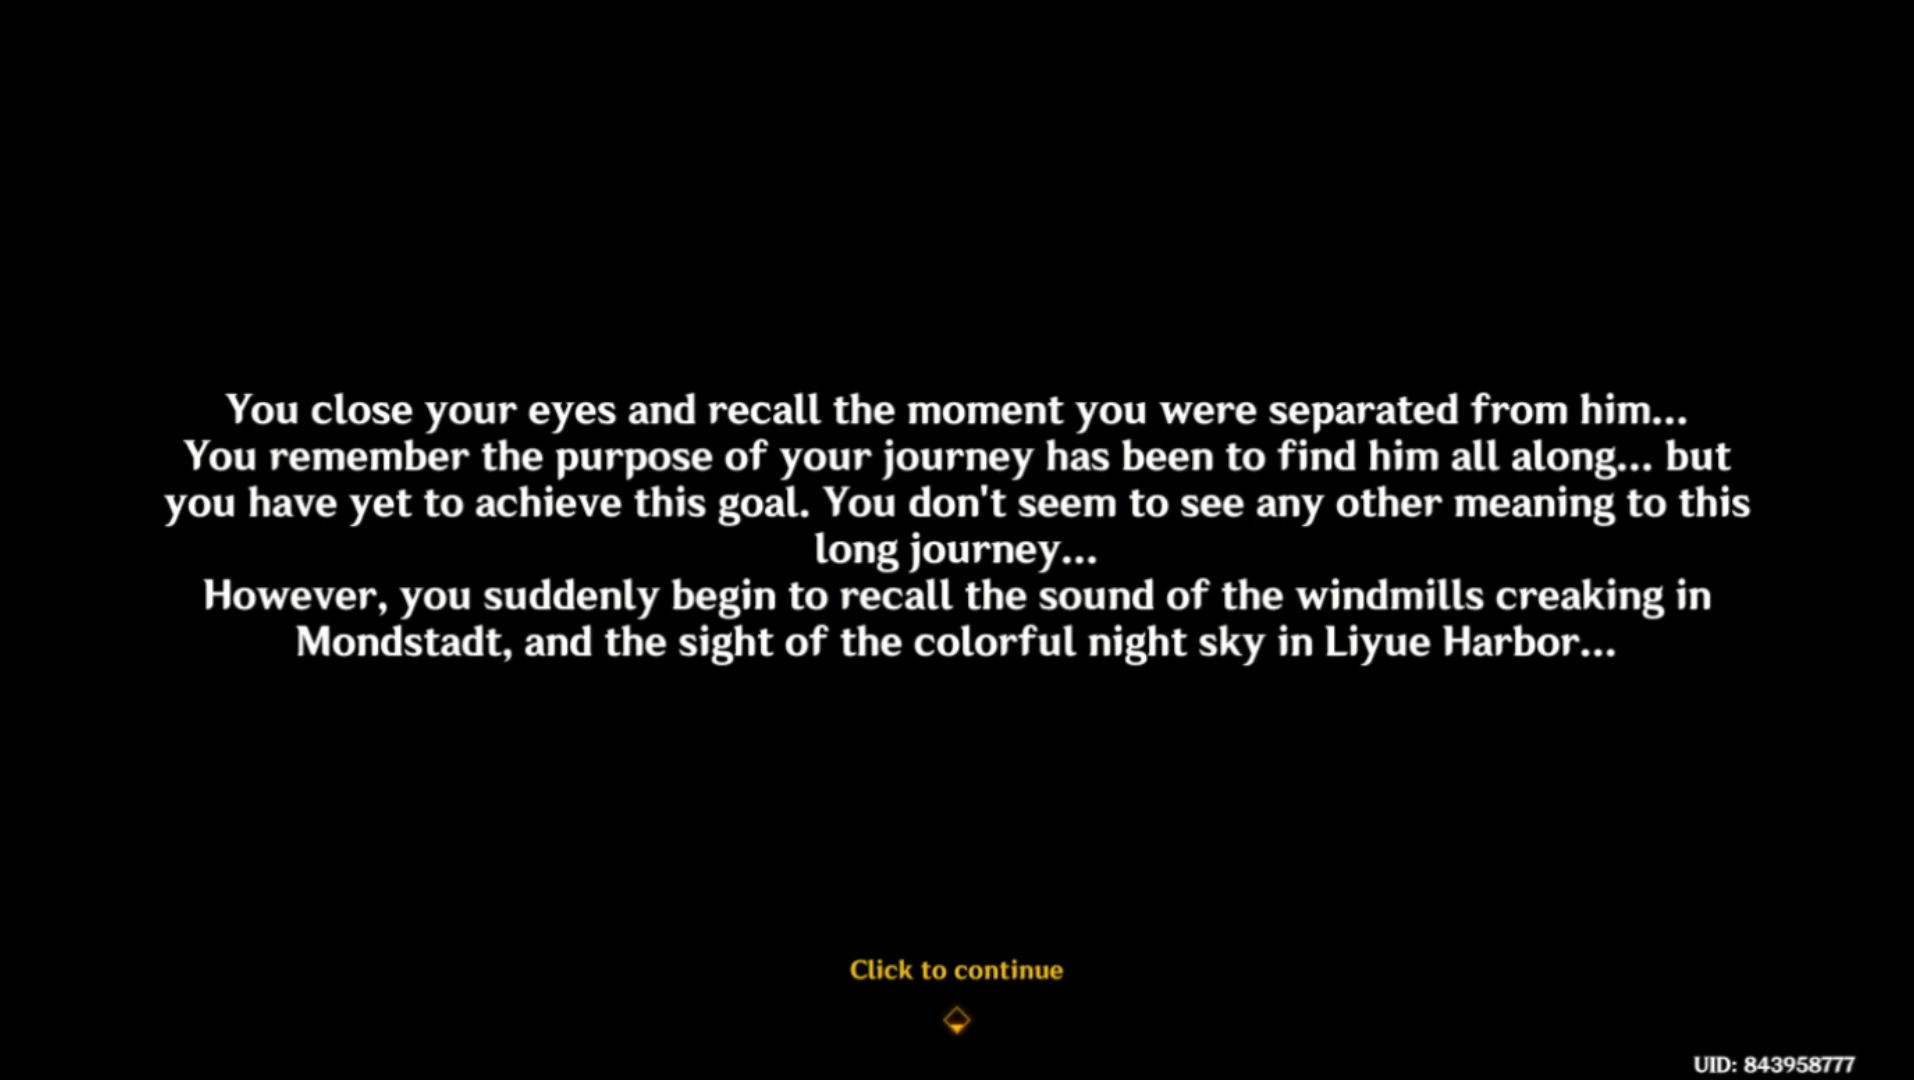 You close your eyes and recall the moment you were separated from him...
You remember the purpose of your journey has been to find him all along... but
you have yet to achieve this goal. You don't seem to see any other meaning to this
long journey...
However, you suddenly begin to recall the sound of the windmills creaking in
Mondstadt, and the sight of the colorful night sky in Liyue Harbor...
Click to continue
UID: 843958777